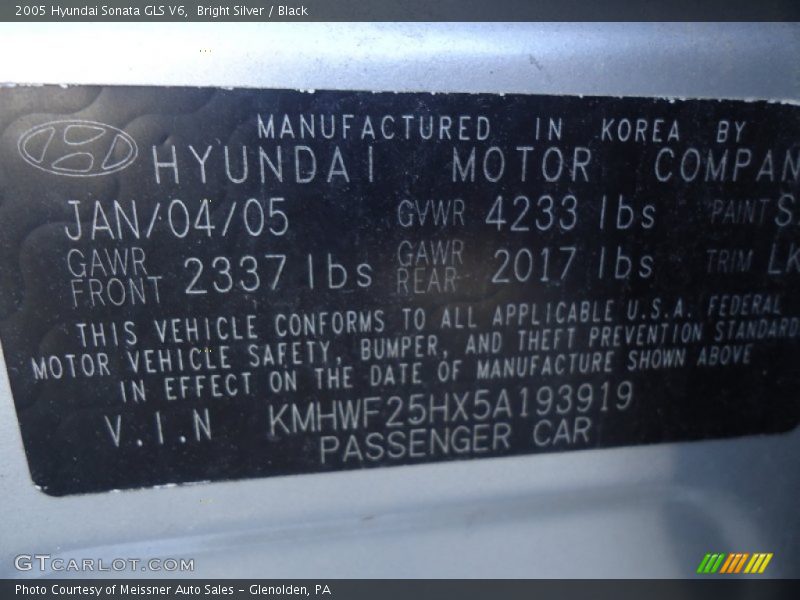 2005 Hyundai Sonata GLS V6,  Bright Silver / Black
MANUFACTURED IN KOREA BY
HYUNDAI MOTOR COMPAN
JAN/04/05 GVWR 4233 lbs PAINT S
GAWR FRONT 2337 lbs GAWR REAR 2017 lbs TRIM LK
THIS VEHICLE CONFORMS TO ALL APPLICABLE U.S.A. FEDERAL
MOTOR VEHICLE SAFETY, BUMPER, AND THEFT PREVENTION STANDARD
IN EFFECT ON THE DATE OF MANUFACTURE SHOWN ABOVE
V.I.N KMHWF25HX5A193919
PASSENGER CAR
GTCARLOT.COM
Photo Courtesy of Meissner Auto Sales - Glenolden, PA